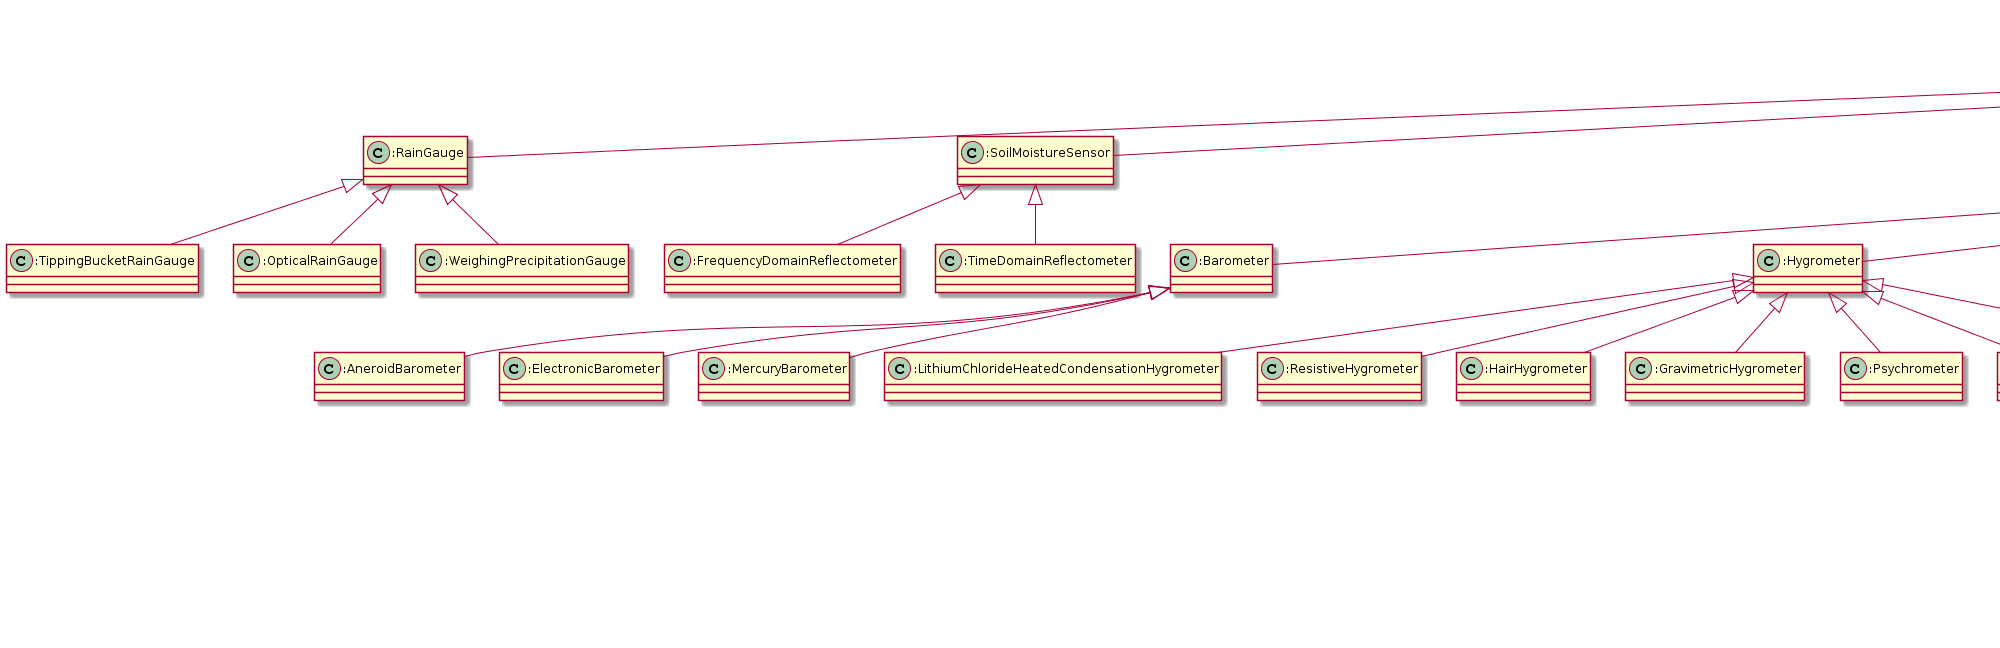 C :RainGauge
C :SoilMoistureSensor
C :TippingBucketRainGauge
C :OpticalRainGauge
C :WeighingPrecipitationGauge
C :FrequencyDomainReflectometer
C :TimeDomainReflectometer
C :Barometer
C :Hygrometer
C :AneroidBarometer
C :ElectronicBarometer
C :MercuryBarometer
C :LithiumChlorideHeatedCondensationHygrometer
C :ResistiveHygrometer
C :HairHygrometer
C :GravimetricHygrometer
C :Psychrometer